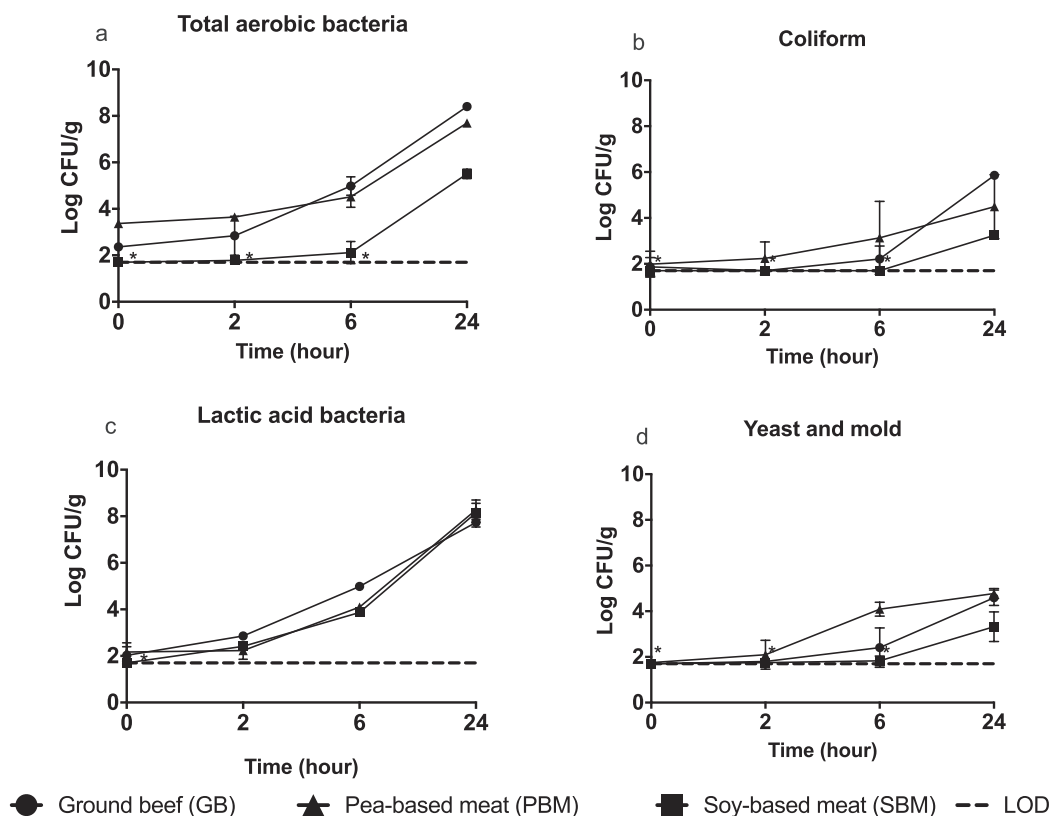 a Total aerobic bacteria
10
8
6
4
2
0
Log CFU/g
* * *
0 2 6 24
Time (hour)
b Coliform
10
8
6
4
2
0
Log CFU/g
* * *
0 2 6 24
Time (hour)
c Lactic acid bacteria
10
8
6
4
2
0
Log CFU/g
*
0 2 6 24
Time (hour)
d Yeast and mold
10
8
6
4
2
0
Log CFU/g
* * *
0 2 6 24
Time (hour)
Ground beef (GB) Pea-based meat (PBM) Soy-based meat (SBM) LOD